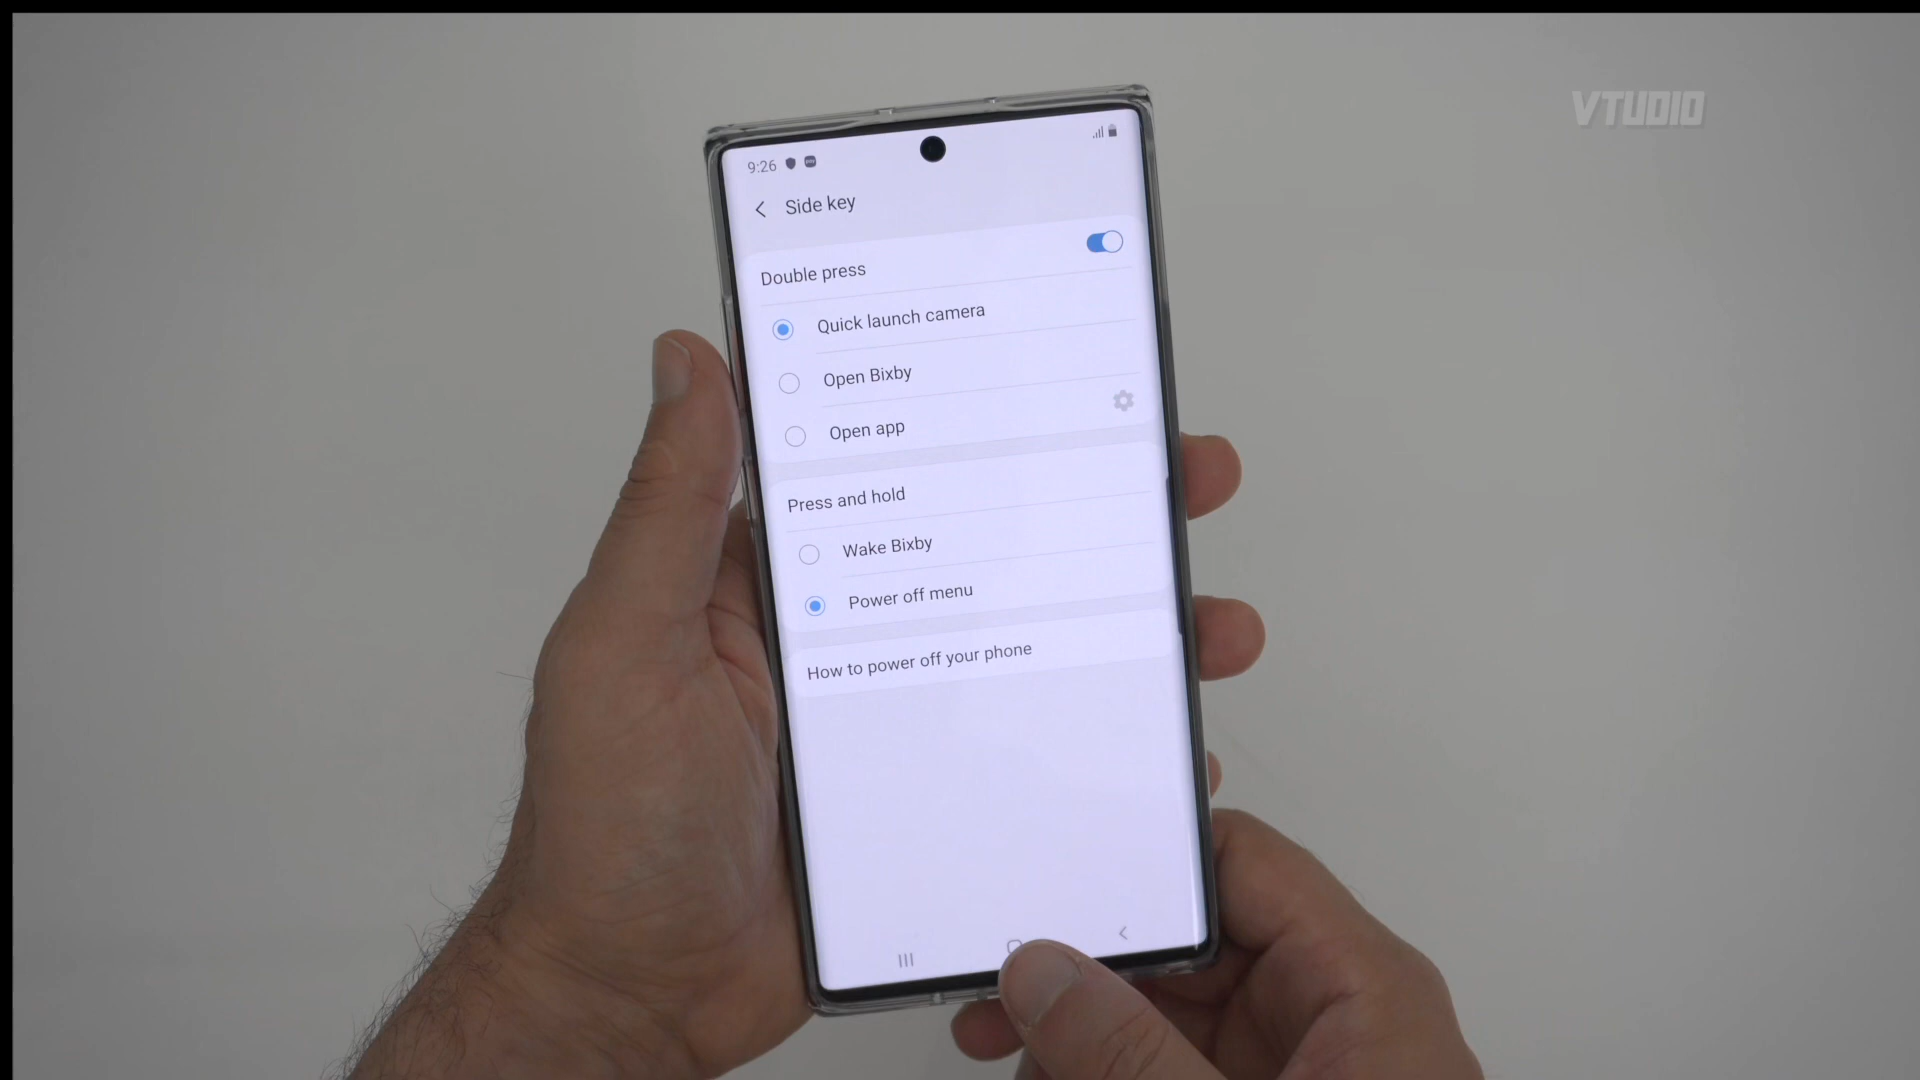 VTUDIO
9:26
Side key
Double press
Quick launch camera
Open Bixby
Open app
Press and hold
Wake Bixby
Power off menu
How to power off your phone